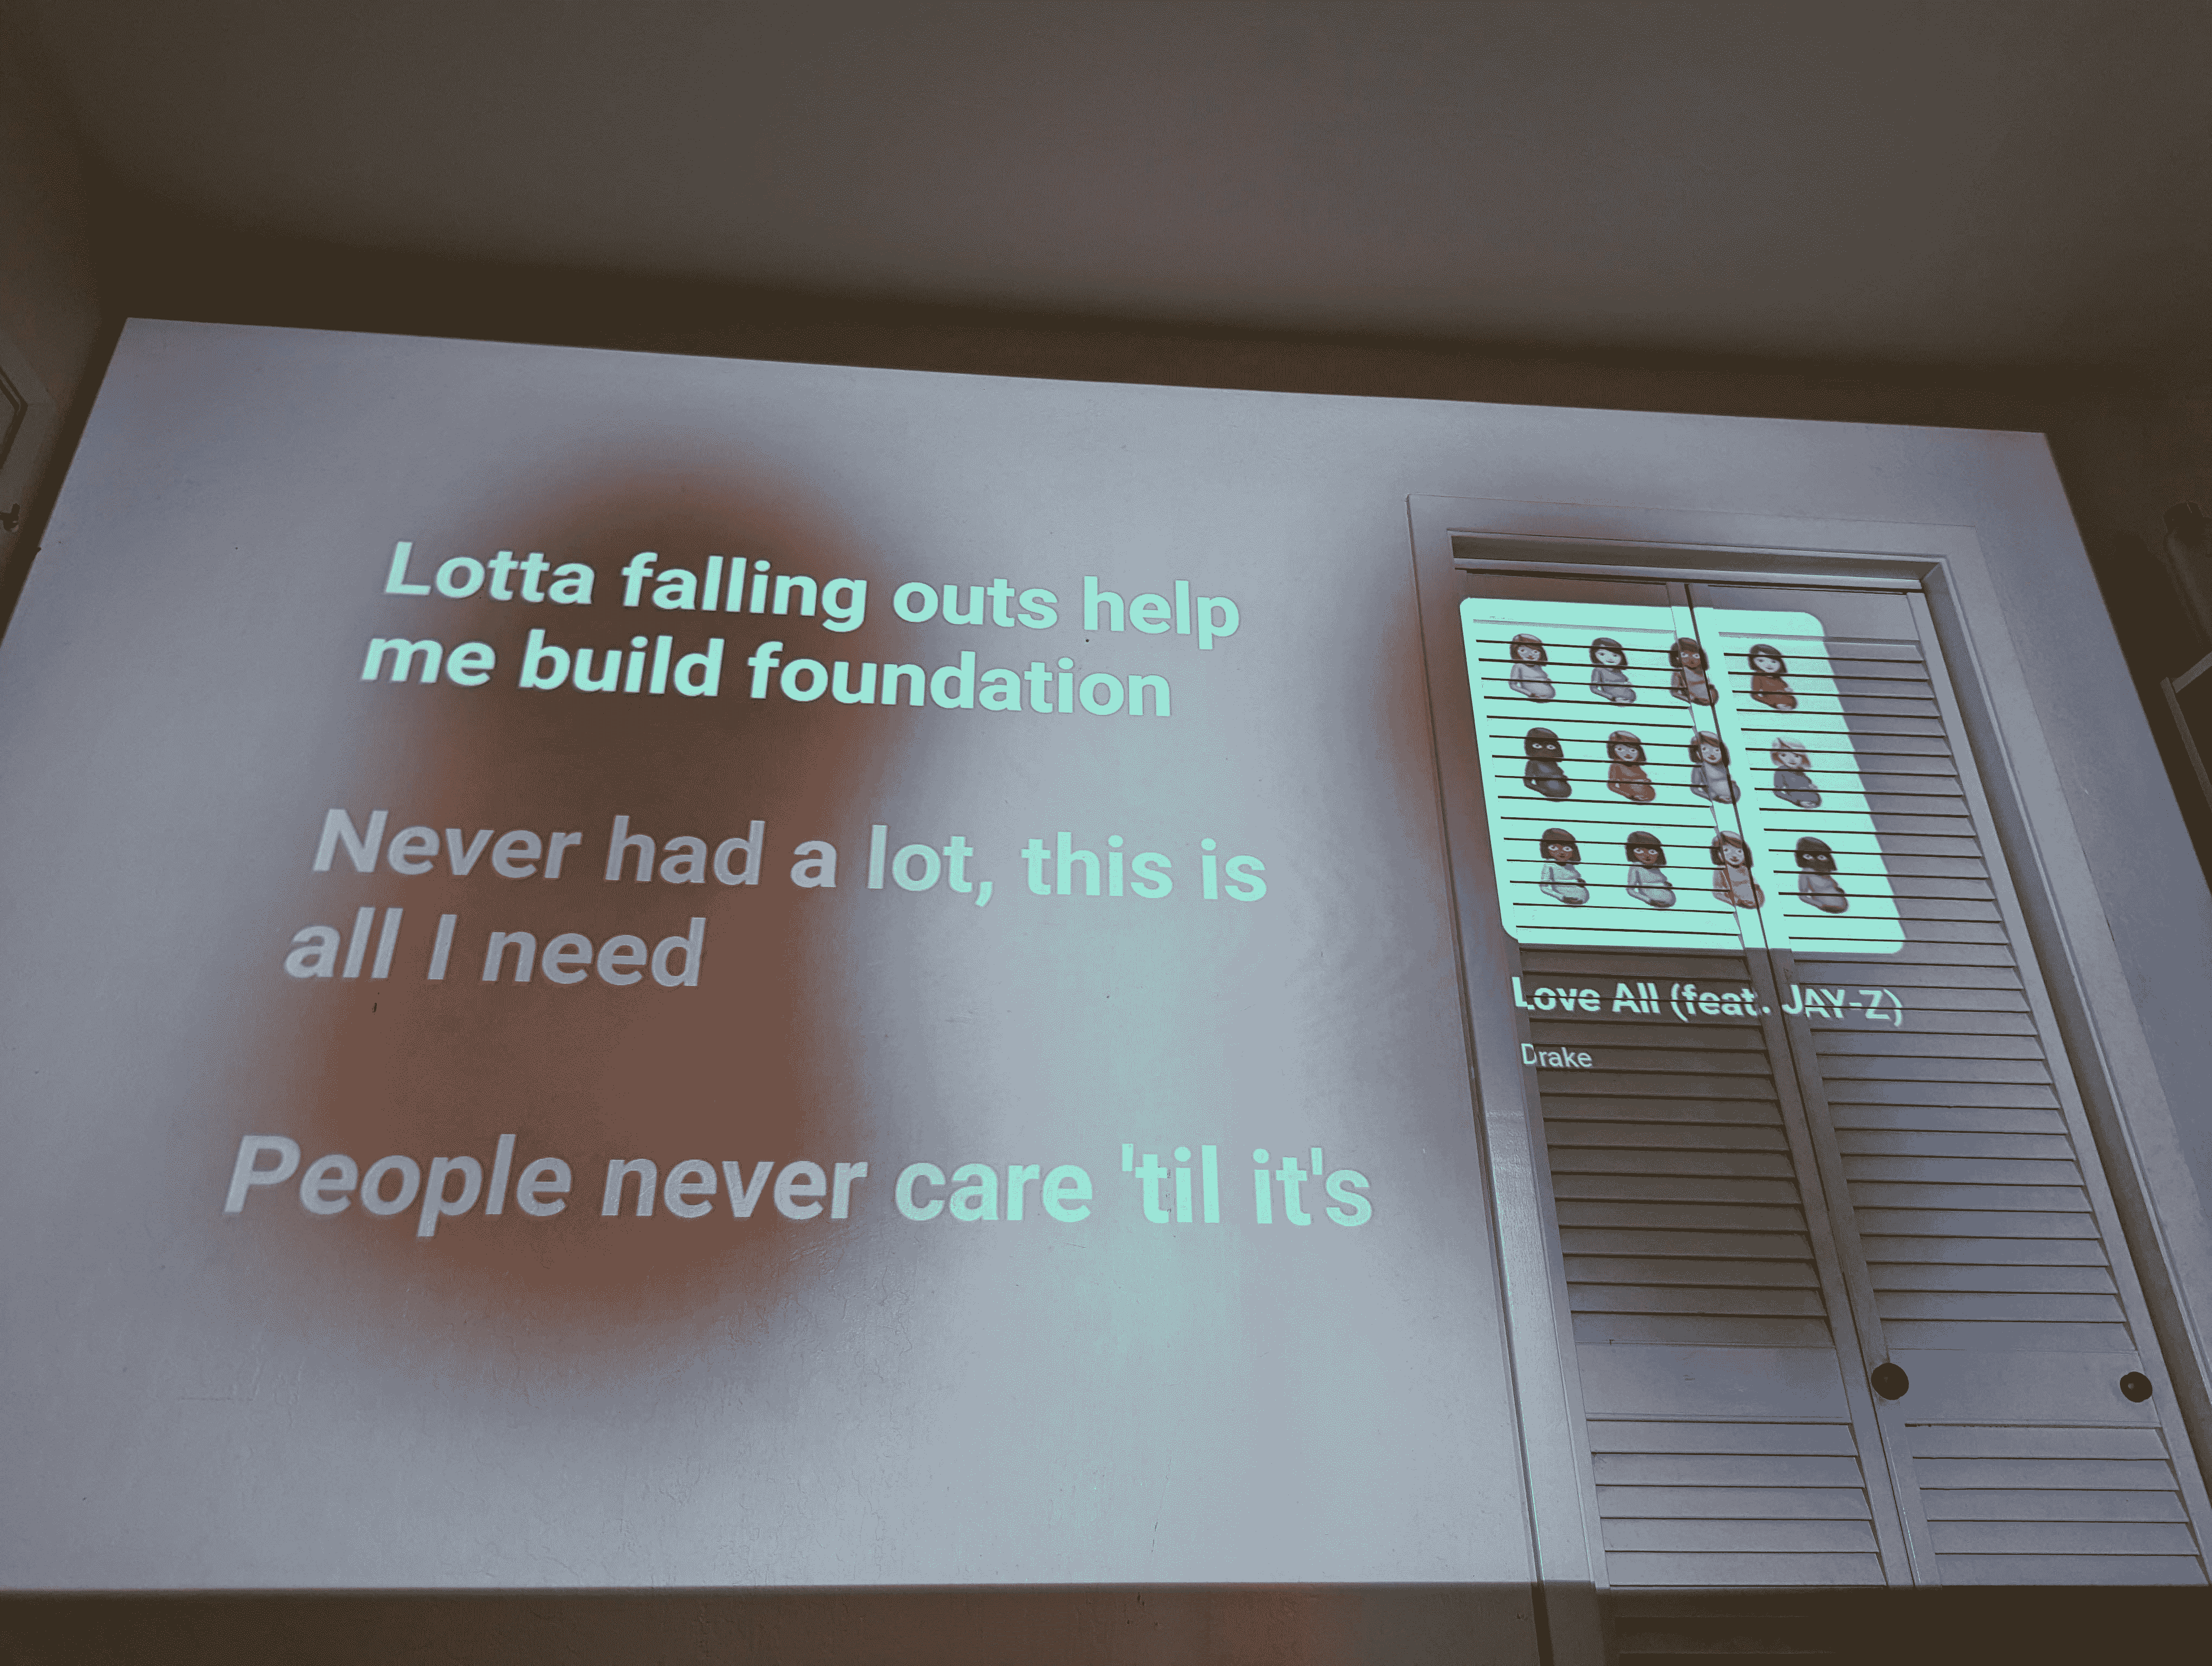 Lotta falling outs help
me build foundation
Never had a lot, this is
all I need
People never care 'til it's
Love All (feat. JAY-Z)
Drake